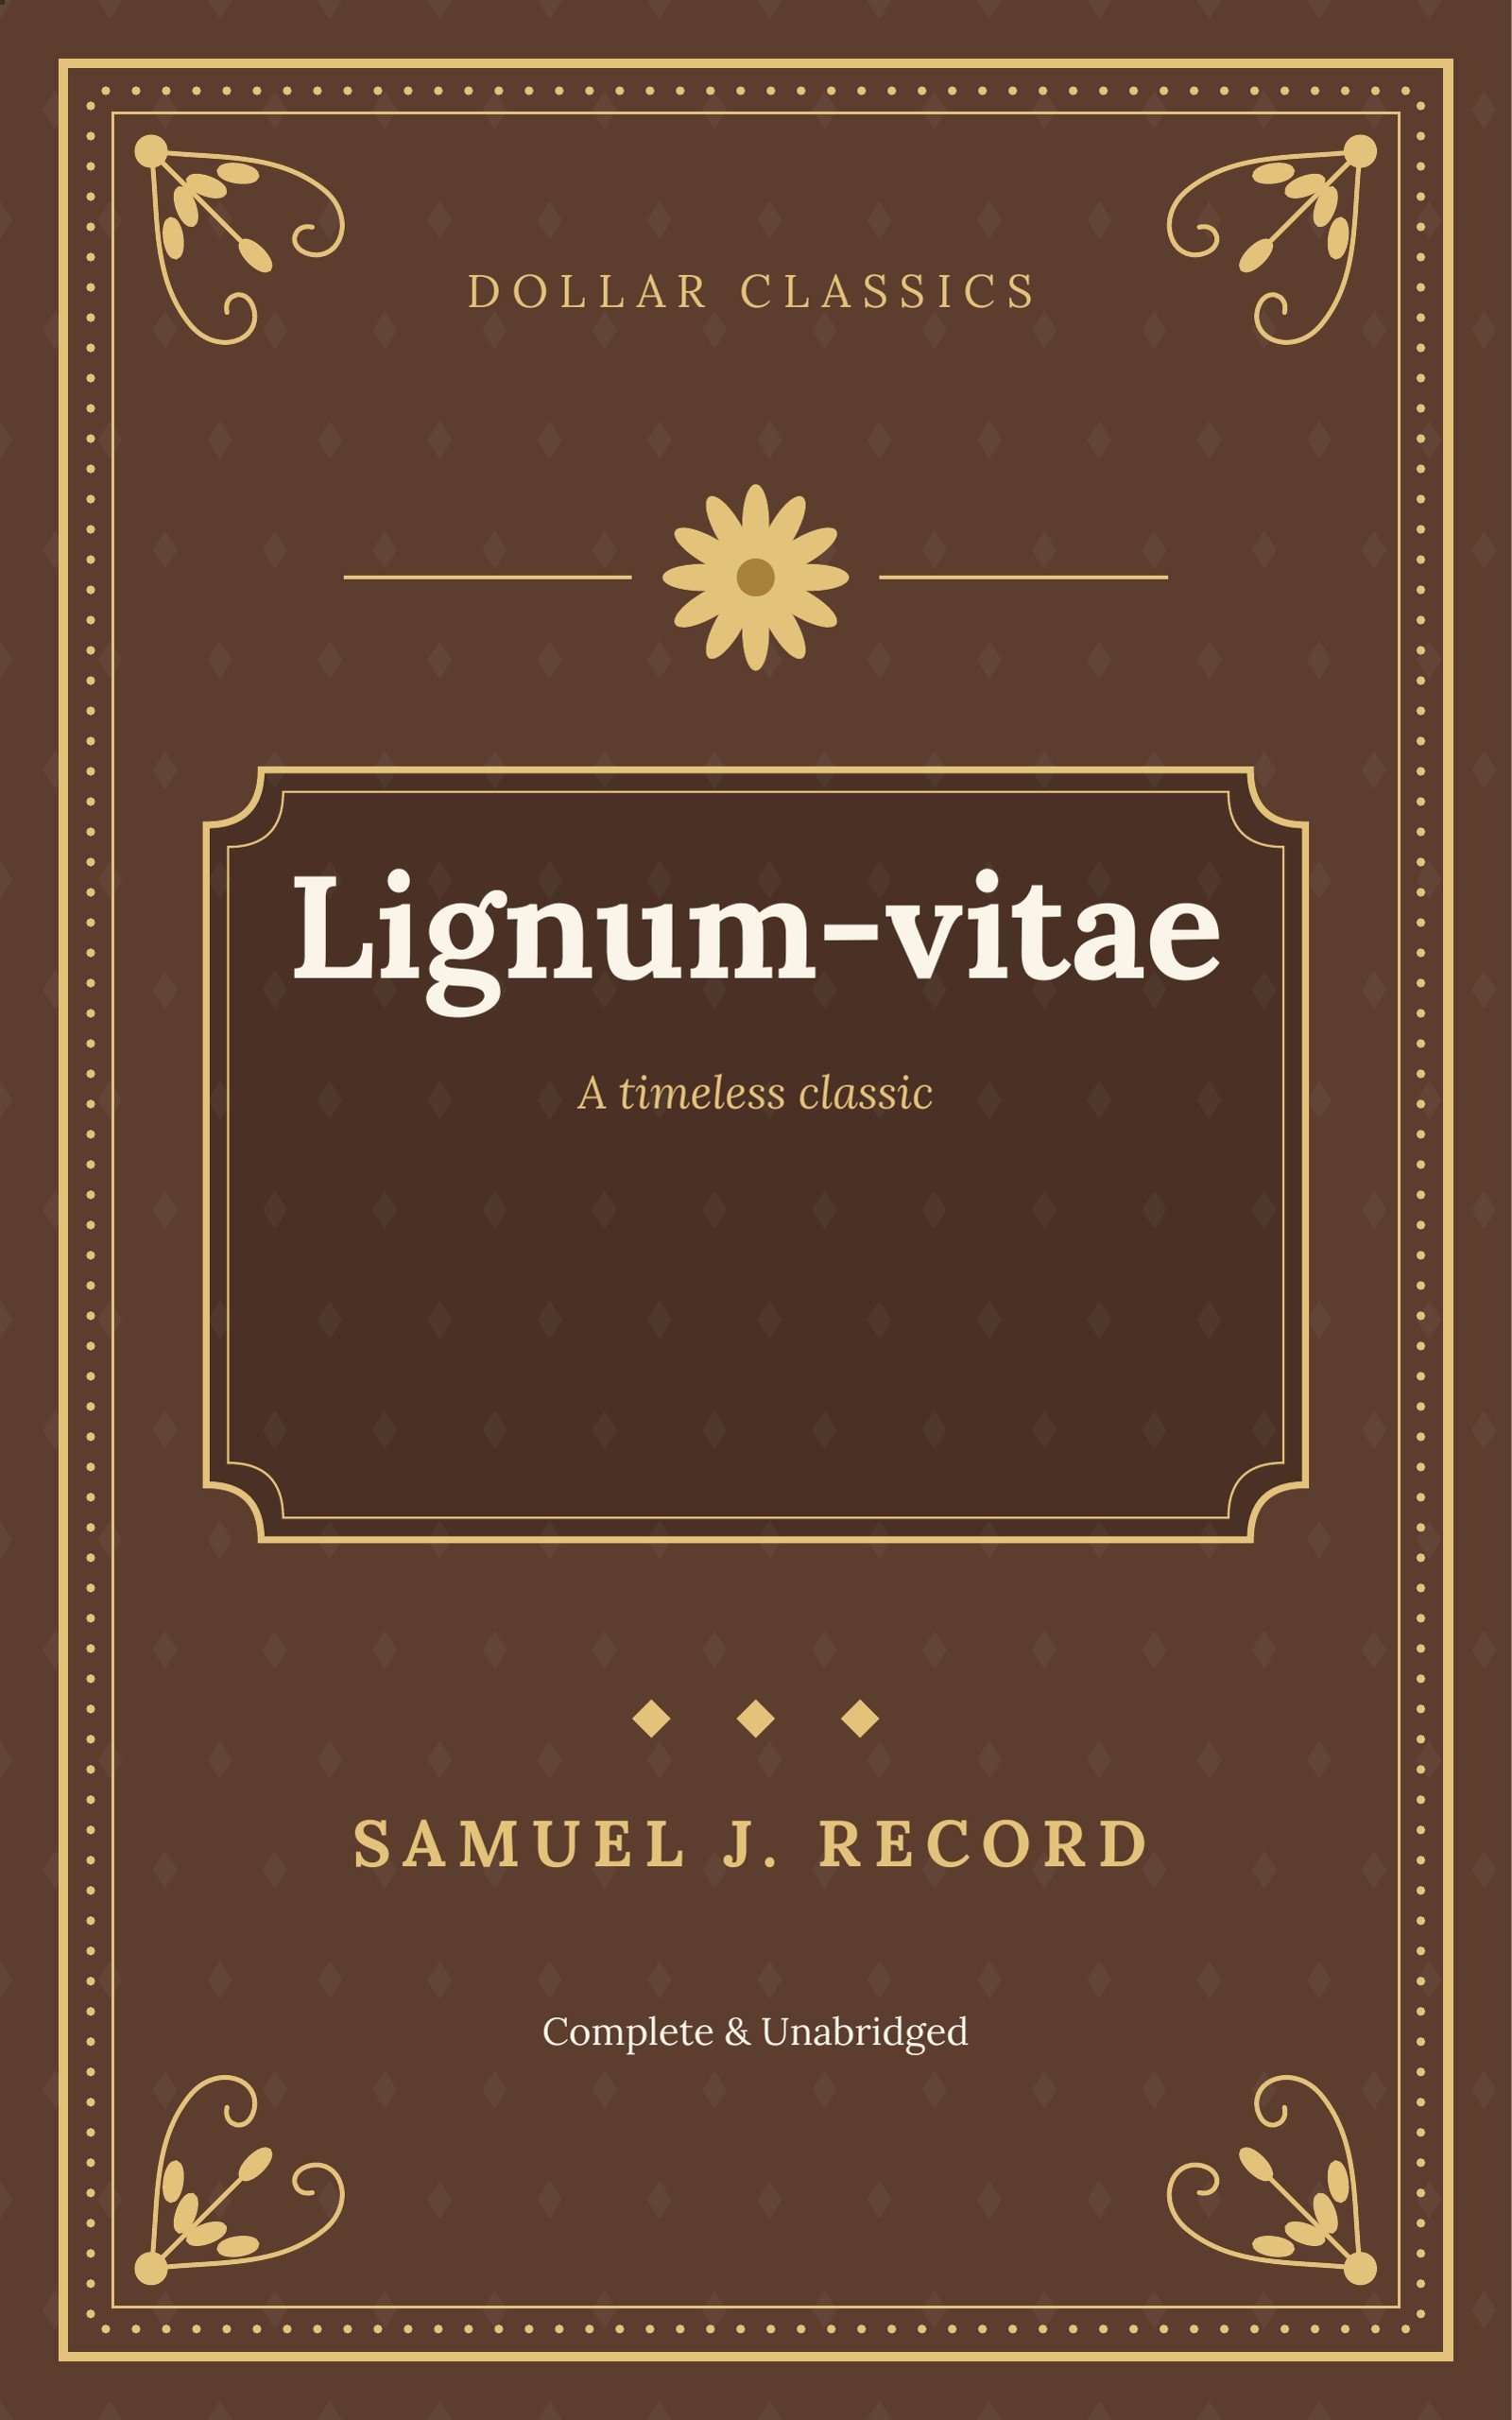 DOLLAR CLASSICS
Lignum-vitae
A timeless classic
SAMUEL J. RECORD
Complete & Unabridged